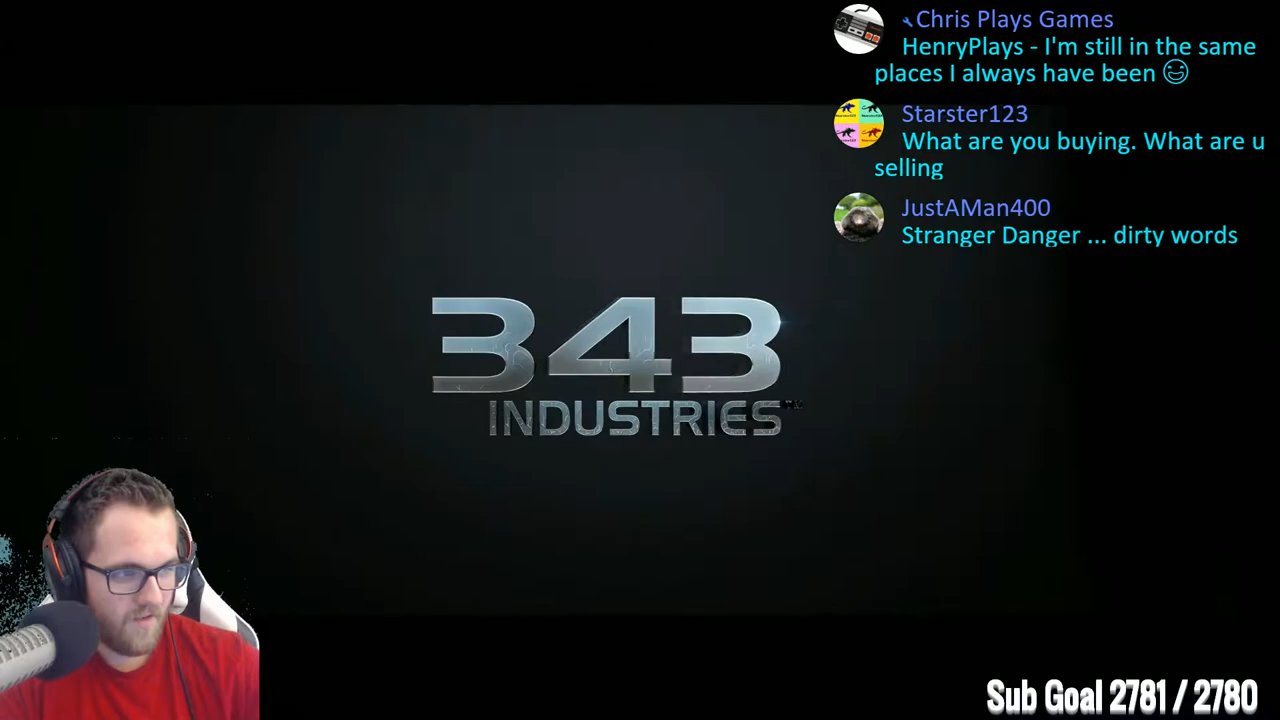 Chris Plays Games
HenryPlays - I'm still in the same
places I always have been 😃
Starster123
What are you buying. What are u
selling
JustAMan400
Stranger Danger ... dirty words
343
INDUSTRIES™
Sub Goal 2781 / 2780